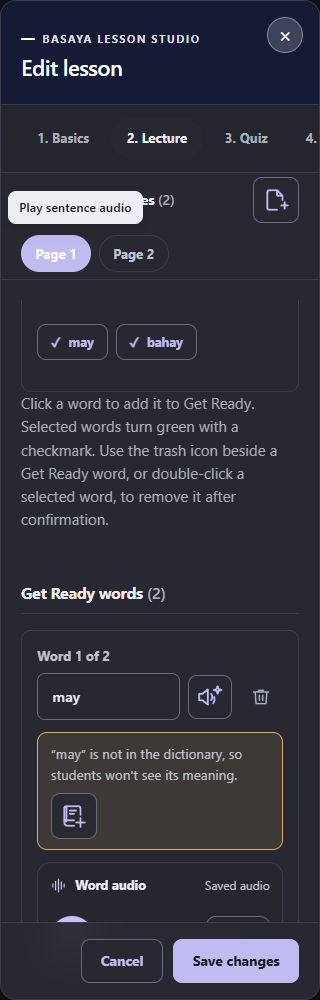 — BASAYA LESSON STUDIO
Edit lesson
1. Basics
2. Lecture
3. Quiz
4.
Play sentence audio
(2)
Page 1
Page 2
✓ may
✓ bahay
Click a word to add it to Get Ready.
Selected words turn green with a
checkmark. Use the trash icon beside a
Get Ready word, or double-click a
selected word, to remove it after
confirmation.
Get Ready words (2)
Word 1 of 2
may
“may” is not in the dictionary, so
students won't see its meaning.
Word audio
Saved audio
Cancel
Save changes